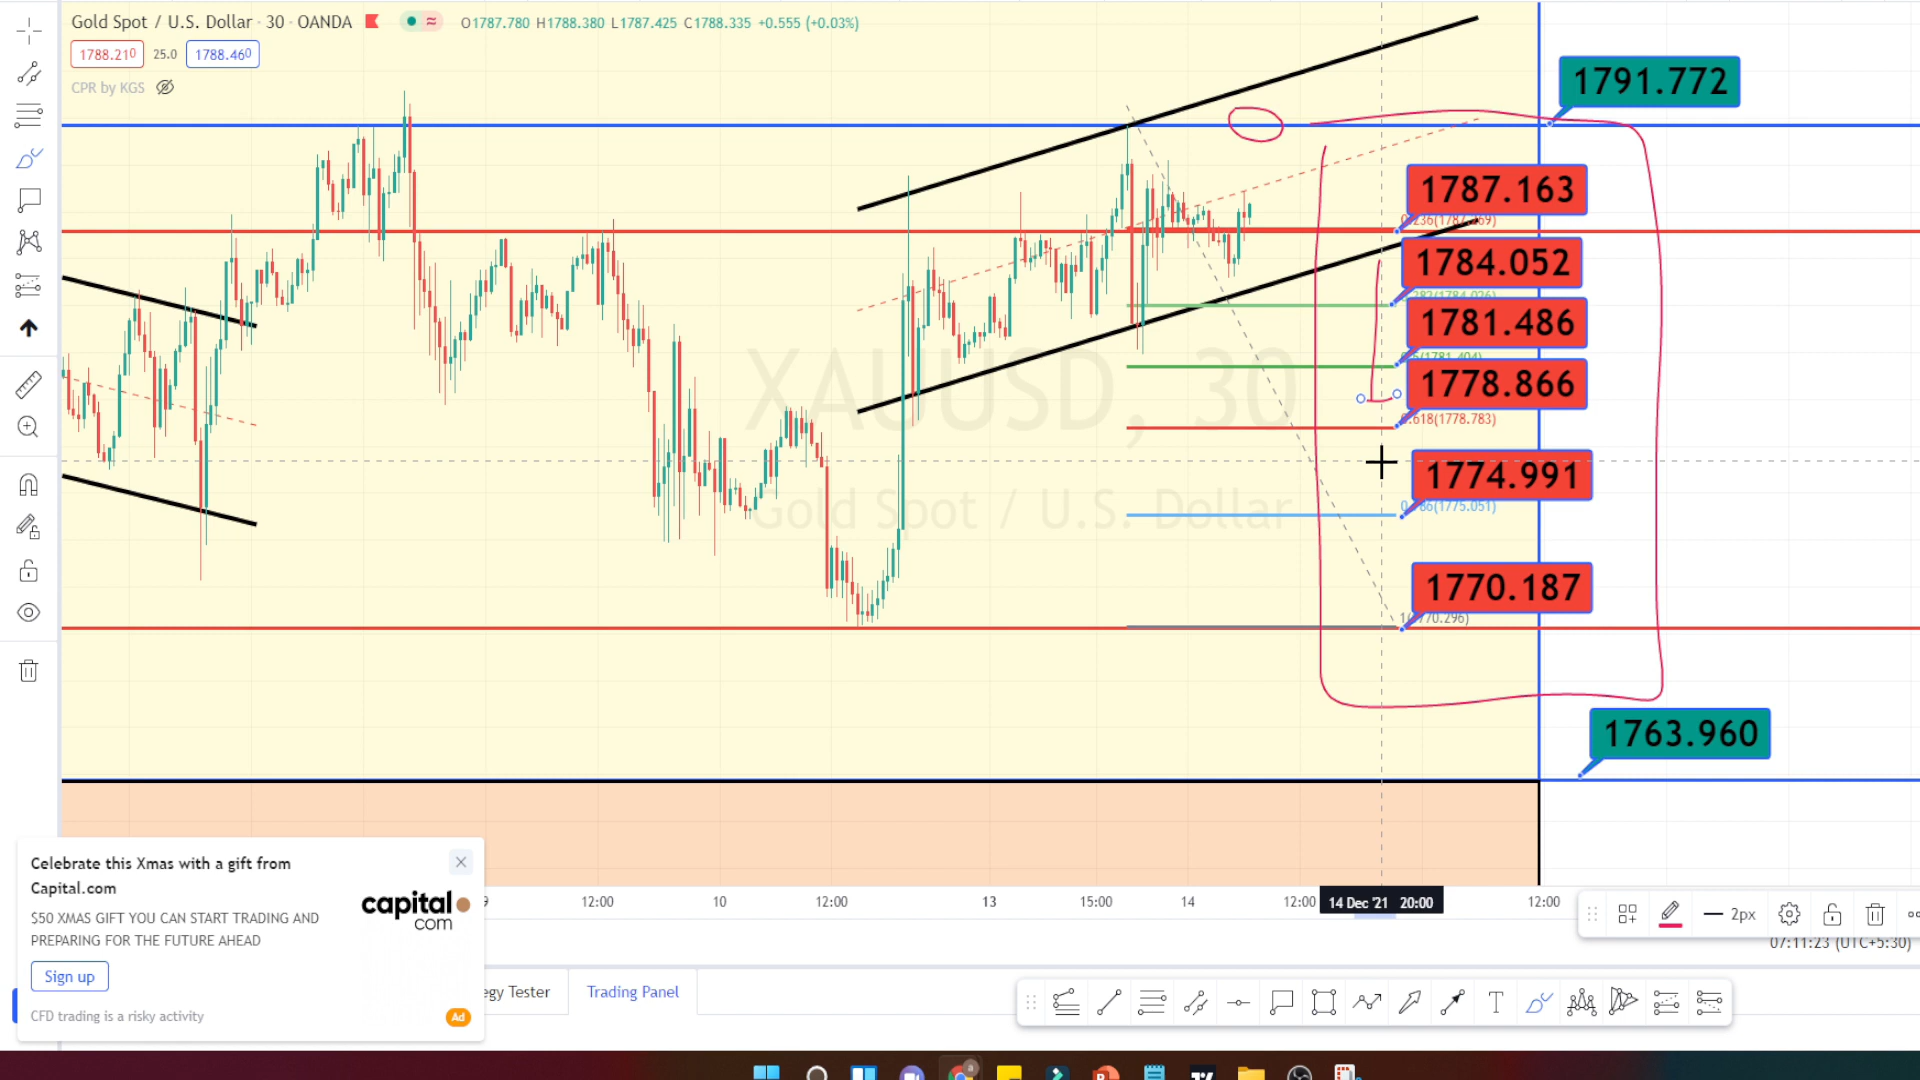 Gold Spot / U.S. Dollar · 30 · OANDA
O1787.780 H1788.380 L1787.425 C1788.335 +0.555 (+0.03%)
1788.210 25.0 1788.460
CPR by KGS
1791.772
1787.163
1784.052
1781.486
1778.866
0.618(1778.783)
1774.991
1770.187
1763.960
XAUUSD, 30
Gold Spot / U.S. Dollar
Celebrate this Xmas with a gift from
Capital.com
$50 XMAS GIFT YOU CAN START TRADING AND
PREPARING FOR THE FUTURE AHEAD
Sign up
CFD trading is a risky activity
Ad
capital
com
9 12:00 10 12:00 13 15:00 14 12:00 14 Dec '21 20:00 12:00
2px
07:11:23 (UTC+5:30)
egy Tester Trading Panel